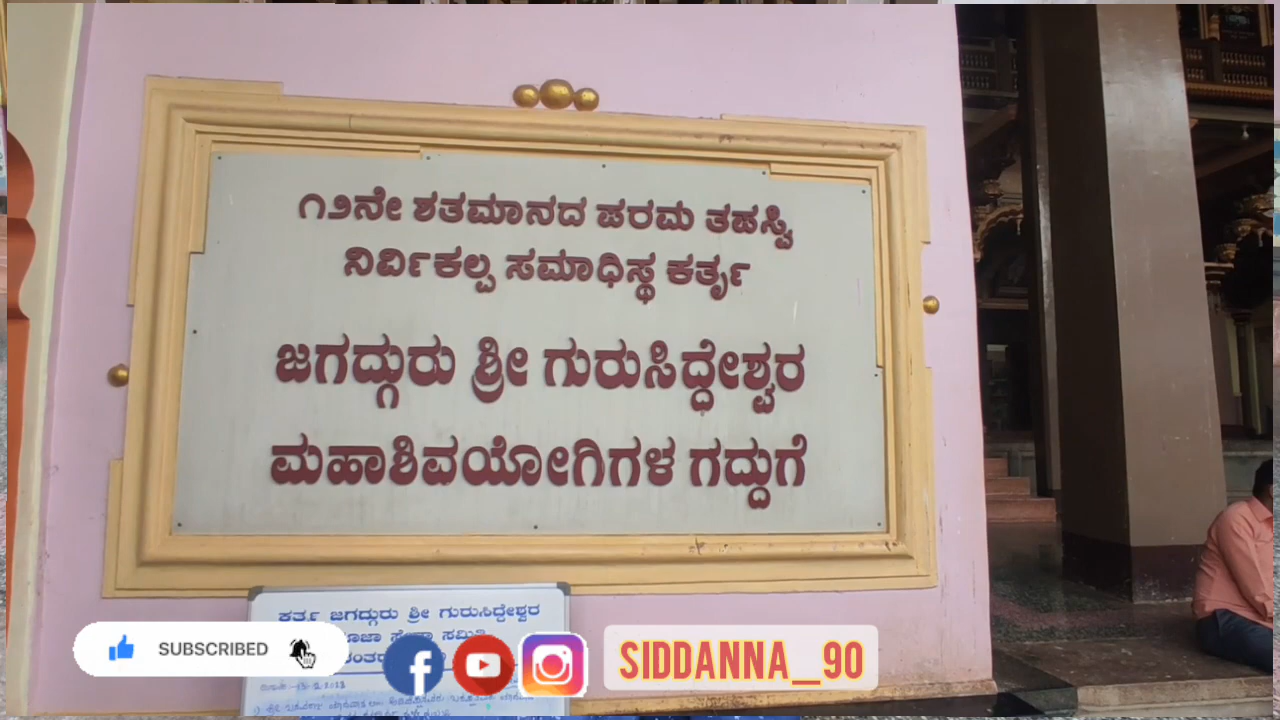 ೧೨ನೇ ಶತಮಾನದ ಪರಮ ತಪಸ್ವಿ
ನಿರ್ವಿಕಲ್ಪ ಸಮಾಧಿಸ್ಥ ಕರ್ತೃ
ಜಗದ್ಗುರು ಶ್ರೀ ಗುರುಸಿದ್ಧೇಶ್ವರ
ಮಹಾಶಿವಯೋಗಿಗಳ ಗದ್ದುಗೆ
ಕರ್ತೃ ಜಗದ್ಗುರು ಶ್ರೀ ಗುರುಸಿದ್ದೇಶ್ವರ
ಸಮಿತಿ
SUBSCRIBED
SIDDANNA_90